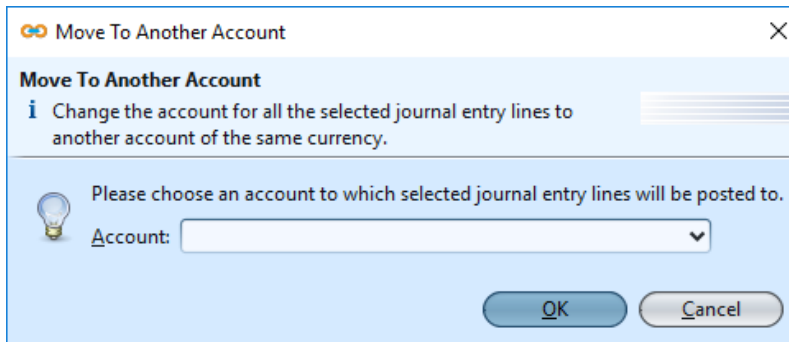 Move To Another Account
Move To Another Account
Change the account for all the selected journal entry lines to
another account of the same currency.
Please choose an account to which selected journal entry lines will be posted to.
Account:
OK
Cancel